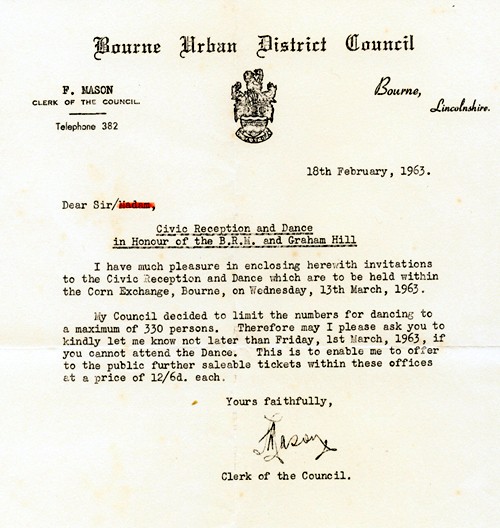 Bourne Urban District Council
F. MASON
CLERK OF THE COUNCIL.
Telephone 382
Bourne,
Lincolnshire.
18th February, 1963.
Dear Sir/Madam,
Civic Reception and Dance
in Honour of the B.R.M. and Graham Hill
I have much pleasure in enclosing herewith invitations
to the Civic Reception and Dance which are to be held within
the Corn Exchange, Bourne, on Wednesday, 13th March, 1963.
My Council decided to limit the numbers for dancing to
a maximum of 330 persons. Therefore may I please ask you to
kindly let me know not later than Friday, 1st March, 1963, if
you cannot attend the Dance. This is to enable me to offer
to the public further saleable tickets within these offices
at a price of 12/6d. each.
Yours faithfully,
F Mason
Clerk of the Council.